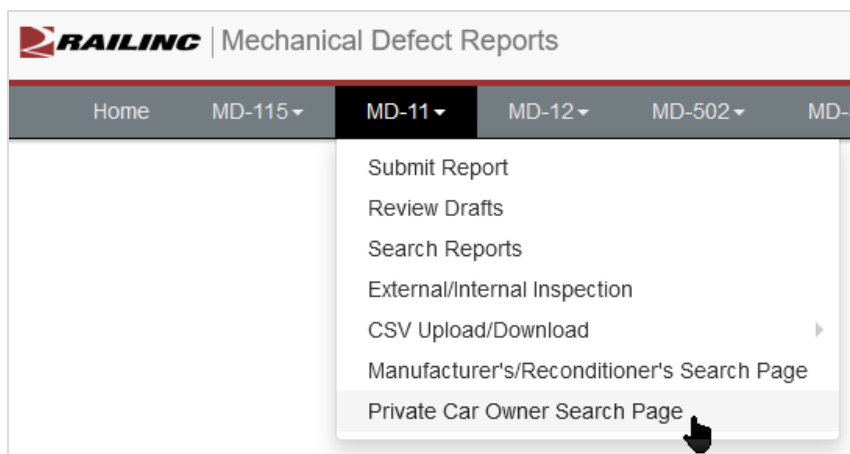 RAILINC | Mechanical Defect Reports
Home MD-115 MD-11 MD-12 MD-502 MD-
Submit Report
Review Drafts
Search Reports
External/Internal Inspection
CSV Upload/Download
Manufacturer's/Reconditioner's Search Page
Private Car Owner Search Page